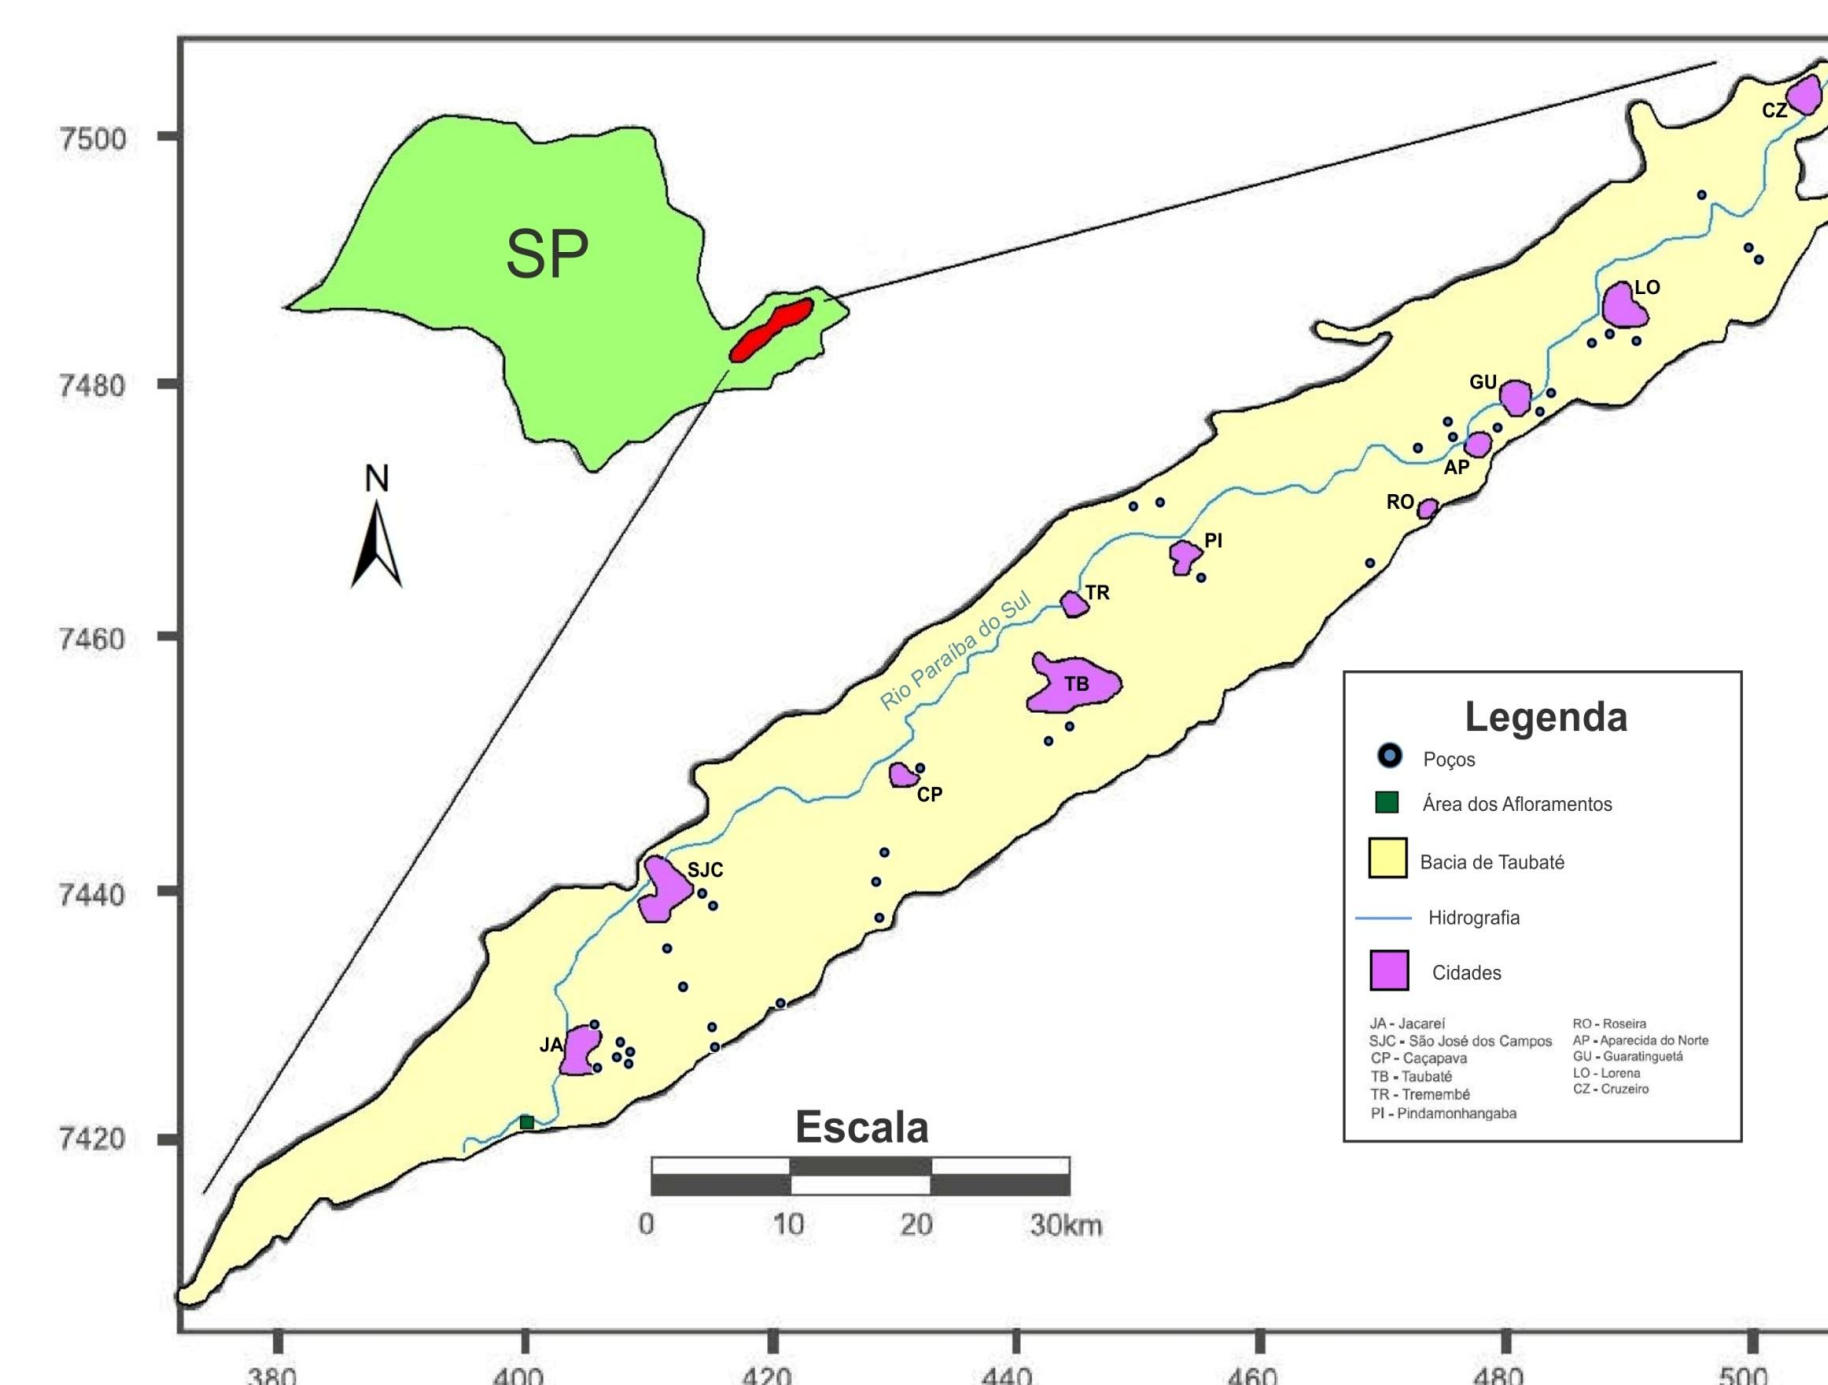 7500
CZ
SP
LO
7480
GU
AP
N
RO
PI
TR
7460
Rio Paraíba do Sul
TB
Legenda
Poços
CP
Área dos Afloramentos
Bacia de Taubaté
SJC
7440
Hidrografia
Cidades
JA
JA - Jacareí
SJC - São José dos Campos
CP - Caçapava
TB - Taubaté
TR - Tremembé
PI - Pindamonhangaba
RO - Roseira
AP - Aparecida do Norte
GU - Guaratinguetá
LO - Lorena
CZ - Cruzeiro
7420
Escala
0 10 20 30km
380 400 420 440 460 480 500